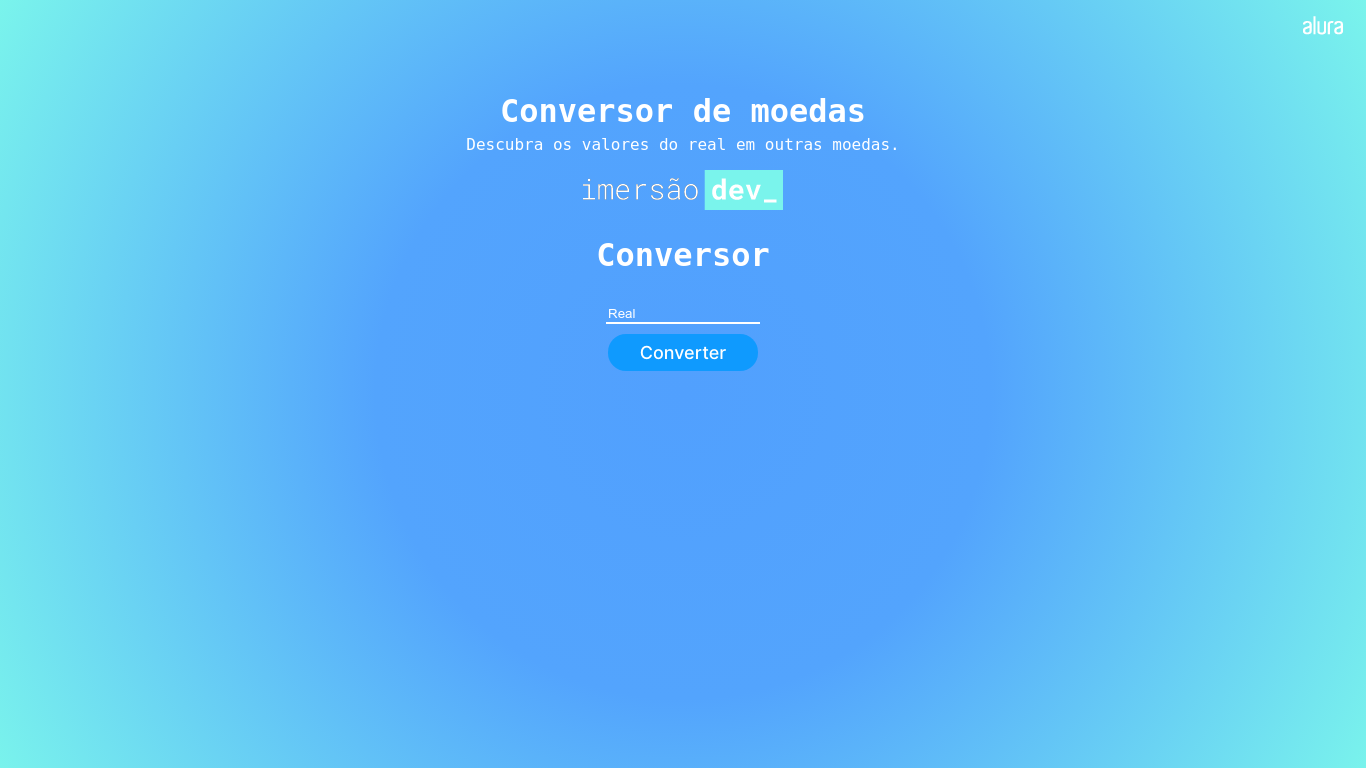 alura
Conversor de moedas
Descubra os valores do real em outras moedas.
imersão dev_
Conversor
Real
Converter